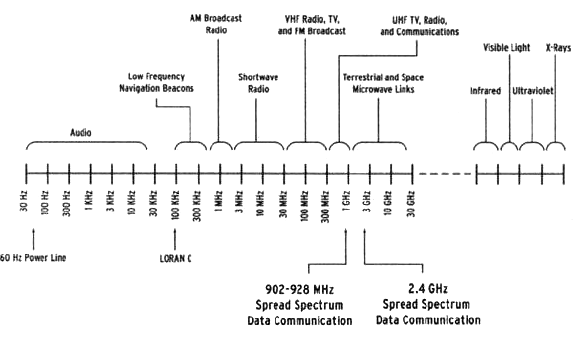 AM Broadcast
Radio
VHF Radio, TV,
and FM Broadcast
UHF TV, Radio,
and Communications
Visible Light
X-Rays
Low Frequency
Navigation Beacons
Shortwave
Radio
Terrestrial and Space
Microwave Links
Infrared
Ultraviolet
Audio
30 Hz
100 Hz
300 Hz
1 KHz
3 KHz
10 KHz
30 KHz
100 KHz
300 KHz
1 MHz
3 MHz
10 MHz
30 MHz
100 MHz
300 MHz
1 GHz
3 GHz
10 GHz
30 GHz
60 Hz Power Line
LORAN C
902-928 MHz
Spread Spectrum
Data Communication
2.4 GHz
Spread Spectrum
Data Communication